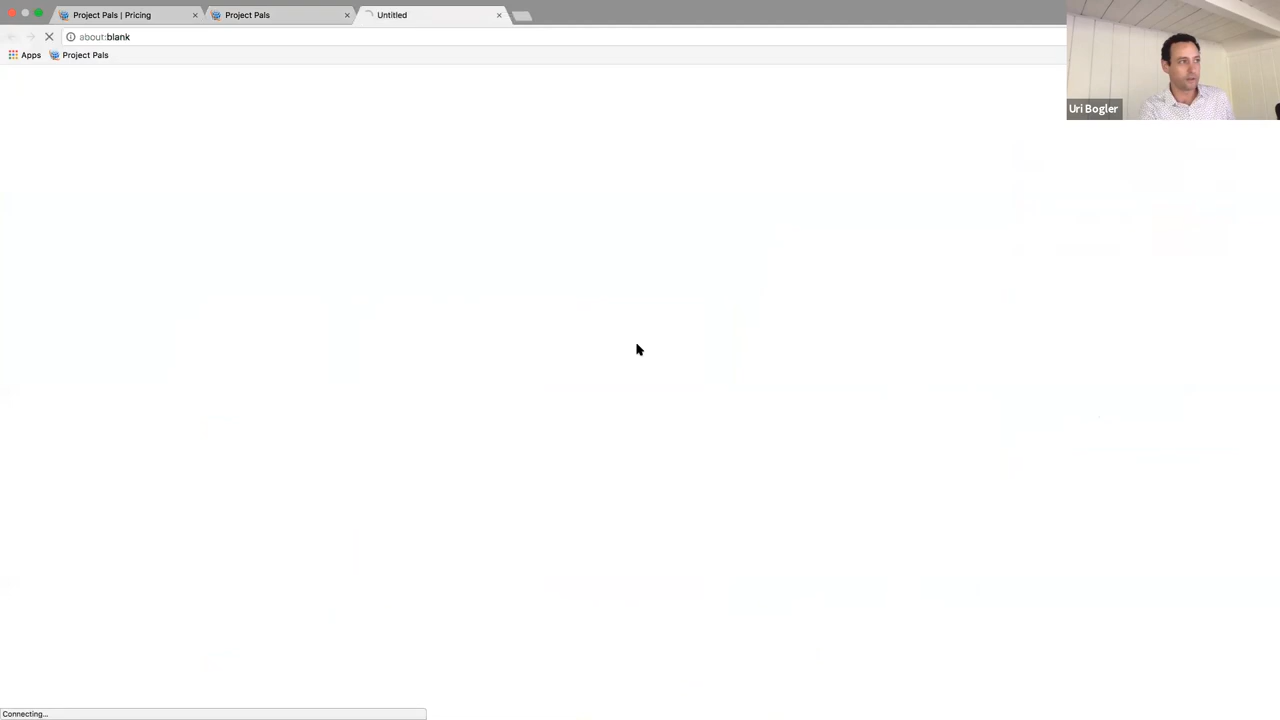 Project Pals | Pricing
Project Pals
Untitled
about:blank
Apps
Project Pals
Uri Bogler
Connecting...